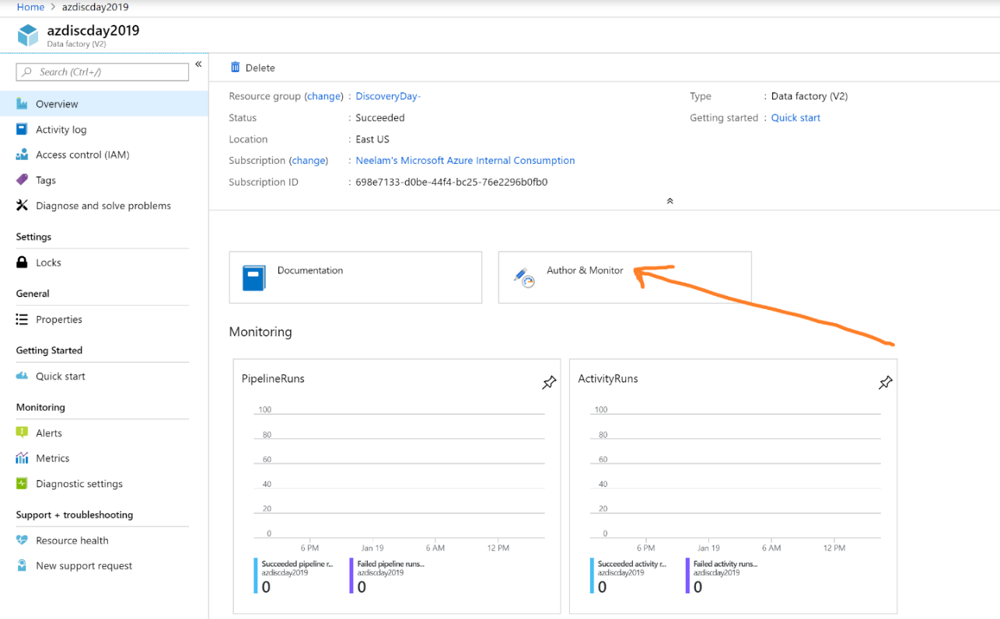 Home > azdiscday2019
azdiscday2019
Data factory (V2)
Search (Ctrl+/)
«
Overview
Activity log
Access control (IAM)
Tags
Diagnose and solve problems
Settings
Locks
General
Properties
Getting Started
Quick start
Monitoring
Alerts
Metrics
Diagnostic settings
Support + troubleshooting
Resource health
New support request
Delete
Resource group (change) : DiscoveryDay-
Status : Succeeded
Location : East US
Subscription (change) : Neelam's Microsoft Azure Internal Consumption
Subscription ID : 698e7133-d0be-44f4-bc25-76e2296b0fb0
Type : Data factory (V2)
Getting started : Quick start
Documentation
Author & Monitor
Monitoring
PipelineRuns
100
80
60
40
20
0
6 PM Jan 19 6 AM 12 PM
Succeeded pipeline r... Failed pipeline runs...
azdiscday2019 azdiscday2019
0 0
ActivityRuns
100
80
60
40
20
0
6 PM Jan 19 6 AM 12 PM
Succeeded activity r... Failed activity runs...
azdiscday2019 azdiscday2019
0 0